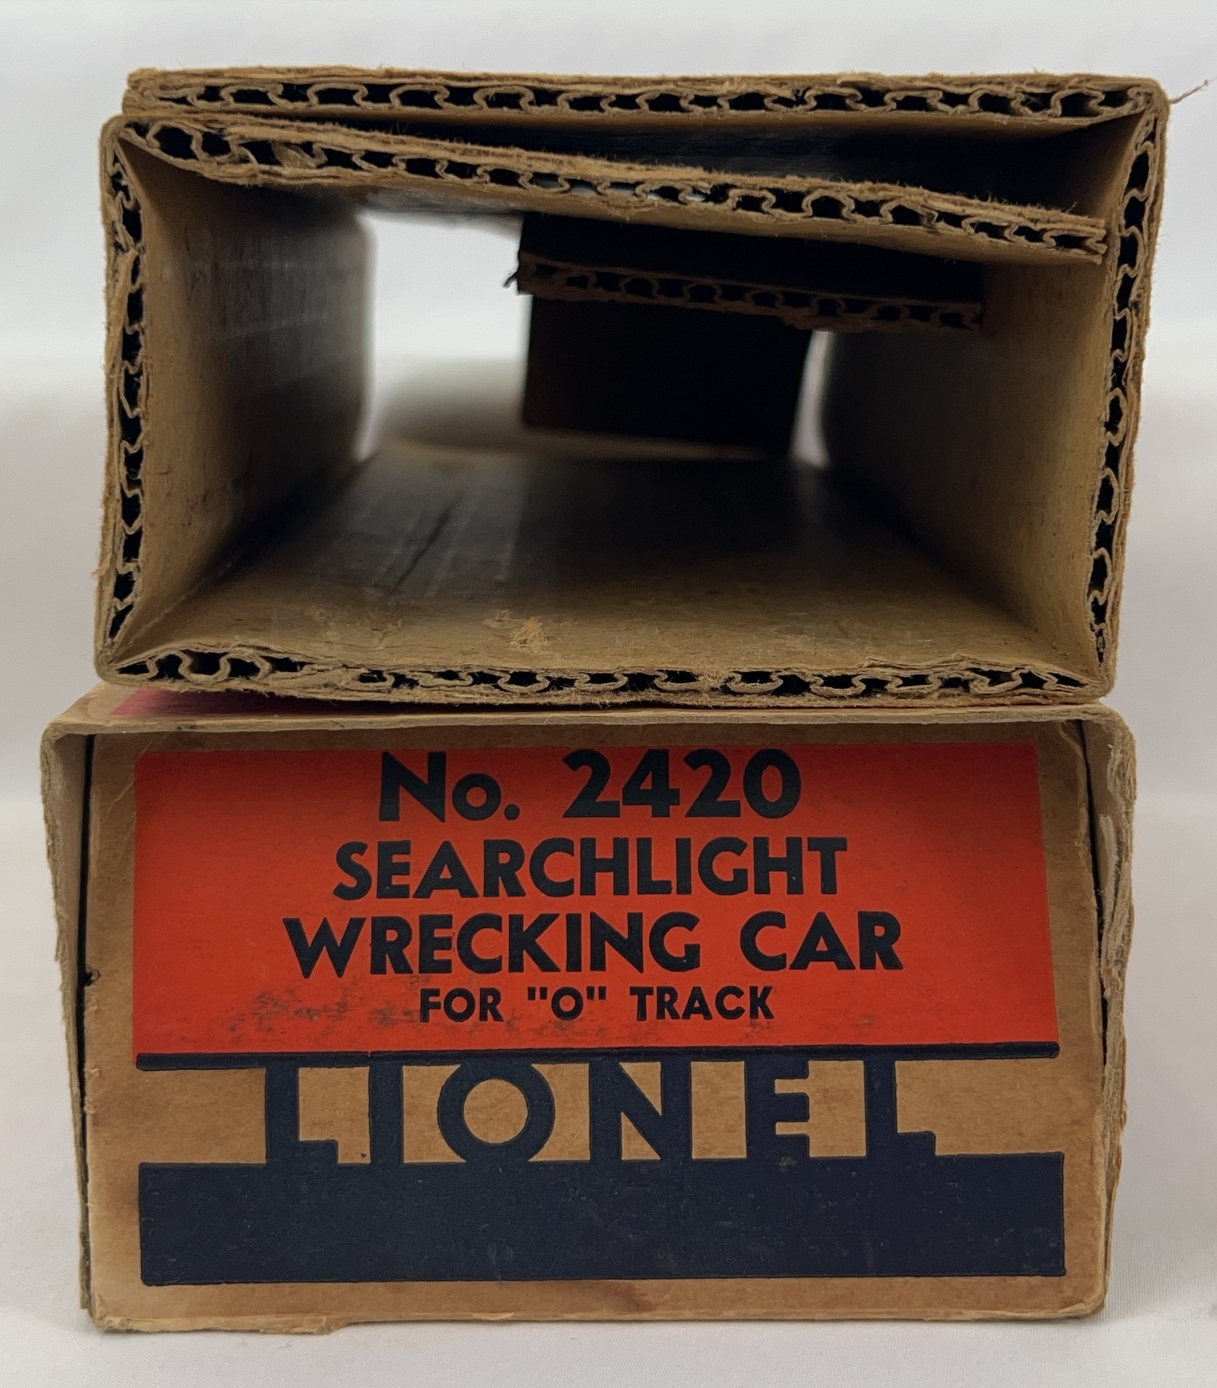 No. 2420
SEARCHLIGHT
WRECKING CAR
FOR "O" TRACK
LIONEL